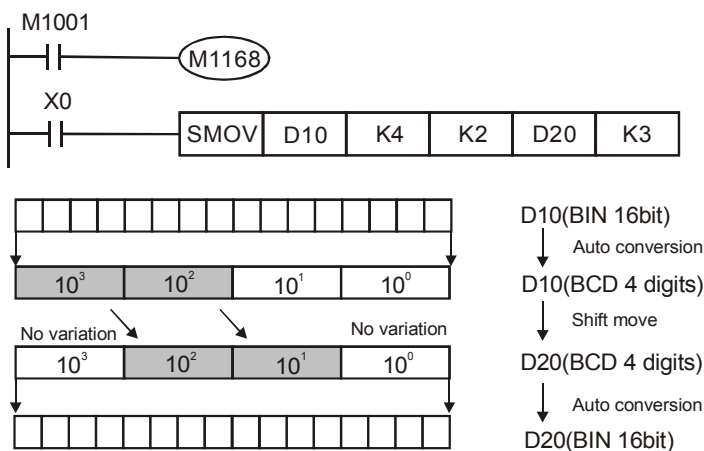 M1001
M1168
X0
SMOV D10 K4 K2 D20 K3
D10(BIN 16bit)
Auto conversion
10³ 10² 10¹ 10⁰
D10(BCD 4 digits)
Shift move
No variation No variation
10³ 10² 10¹ 10⁰
D20(BCD 4 digits)
Auto conversion
D20(BIN 16bit)